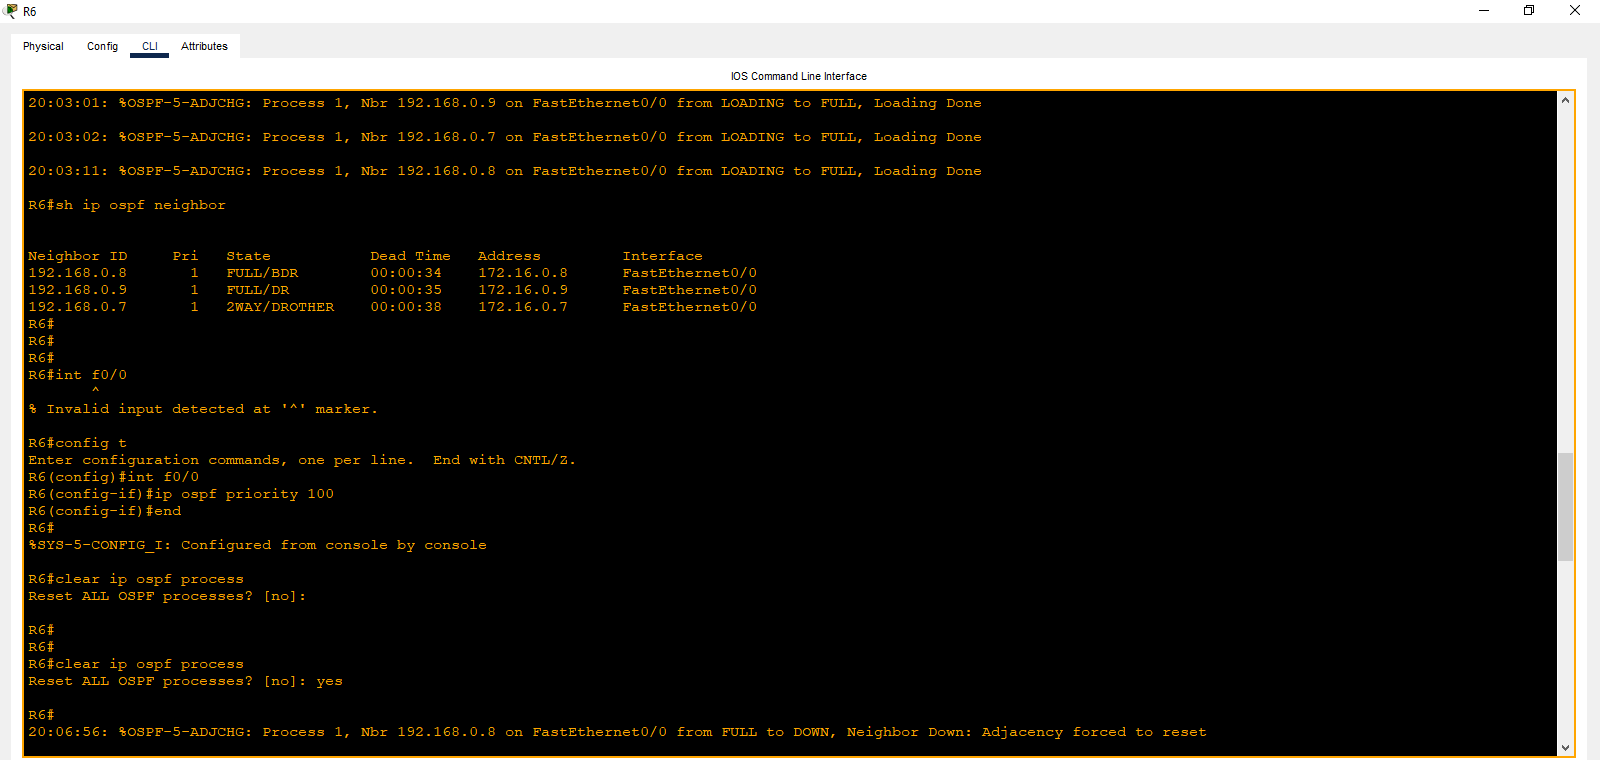 R6
Physical Config CLI Attributes
IOS Command Line Interface
20:03:01: %OSPF-5-ADJCHG: Process 1, Nbr 192.168.0.9 on FastEthernet0/0 from LOADING to FULL, Loading Done
20:03:02: %OSPF-5-ADJCHG: Process 1, Nbr 192.168.0.7 on FastEthernet0/0 from LOADING to FULL, Loading Done
20:03:11: %OSPF-5-ADJCHG: Process 1, Nbr 192.168.0.8 on FastEthernet0/0 from LOADING to FULL, Loading Done
R6#sh ip ospf neighbor
Neighbor ID     Pri   State           Dead Time   Address         Interface
192.168.0.8       1   FULL/BDR        00:00:34    172.16.0.8      FastEthernet0/0
192.168.0.9       1   FULL/DR         00:00:35    172.16.0.9      FastEthernet0/0
192.168.0.7       1   2WAY/DROTHER    00:00:38    172.16.0.7      FastEthernet0/0
R6#
R6#
R6#
R6#int f0/0
^
% Invalid input detected at '^' marker.
R6#config t
Enter configuration commands, one per line.  End with CNTL/Z.
R6(config)#int f0/0
R6(config-if)#ip ospf priority 100
R6(config-if)#end
R6#
%SYS-5-CONFIG_I: Configured from console by console
R6#clear ip ospf process
Reset ALL OSPF processes? [no]:
R6#
R6#
R6#clear ip ospf process
Reset ALL OSPF processes? [no]: yes
R6#
20:06:56: %OSPF-5-ADJCHG: Process 1, Nbr 192.168.0.8 on FastEthernet0/0 from FULL to DOWN, Neighbor Down: Adjacency forced to reset